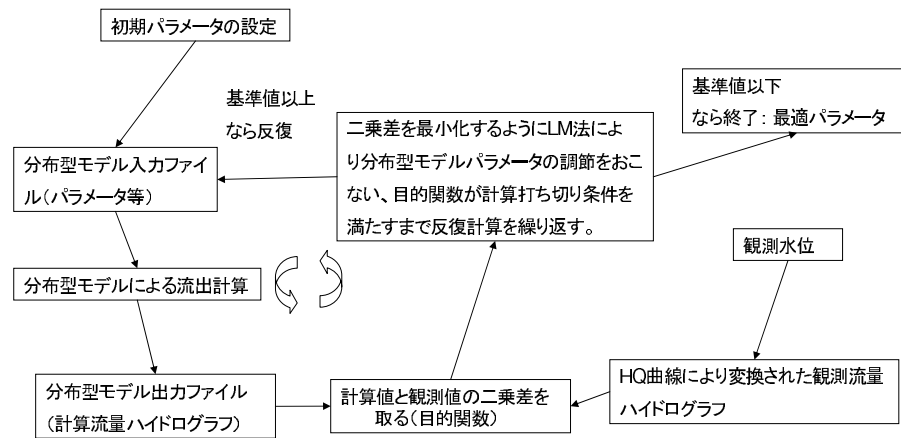 初期パラメータの設定
基準値以上
なら反復
基準値以下
なら終了：最適パラメータ
二乗差を最小化するようにLM法によ
り分布型モデルパラメータの調節をおこ
ない、目的関数が計算打ち切り条件を
満たすまで反復計算を繰り返す。
分布型モデル入力ファイ
ル（パラメータ等）
観測水位
分布型モデルによる流出計算
分布型モデル出力ファイル
（計算流量ハイドログラフ）
計算値と観測値の二乗差を
取る（目的関数）
HQ曲線により変換された観測流量
ハイドログラフ